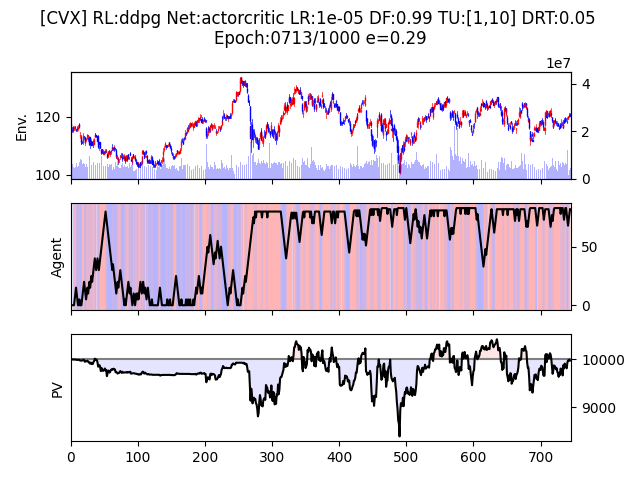 [CVX] RL:ddpg Net:actorcritic LR:1e-05 DF:0.99 TU:[1,10] DRT:0.05
Epoch:0713/1000 e=0.29
1e7
Env.
120
100
4
2
0
Agent
50
0
PV
10000
9000
0 100 200 300 400 500 600 700